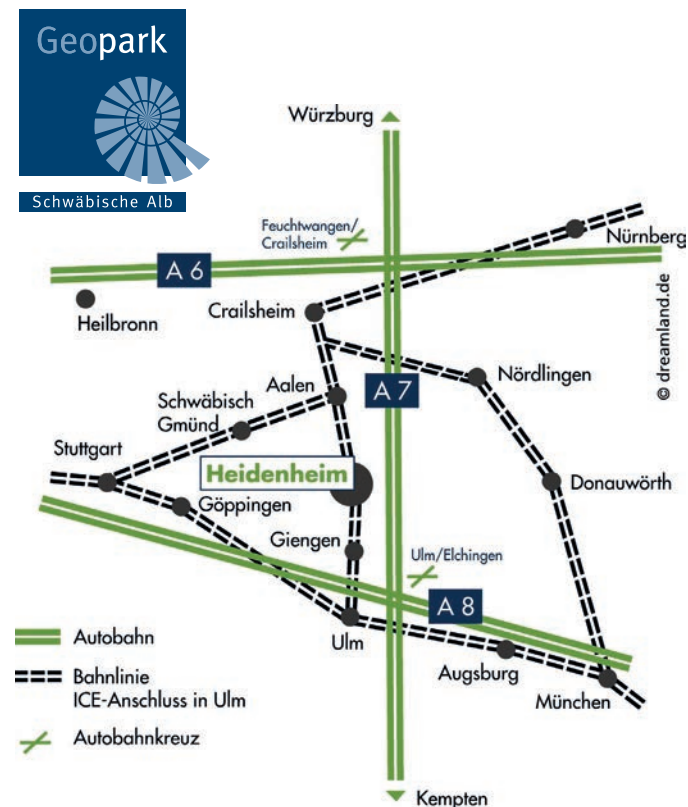 Geopark
Schwäbische Alb
Würzburg
Feuchtwangen/
Crailsheim
Nürnberg
A 6
Heilbronn
Crailsheim
© dreamland.de
Aalen
A 7
Nördlingen
Schwäbisch
Gmünd
Stuttgart
Heidenheim
Göppingen
Donauwörth
Giengen
Ulm/Elchingen
A 8
Ulm
Augsburg
München
Autobahn
Bahnlinie
ICE-Anschluss in Ulm
Autobahnkreuz
Kempten